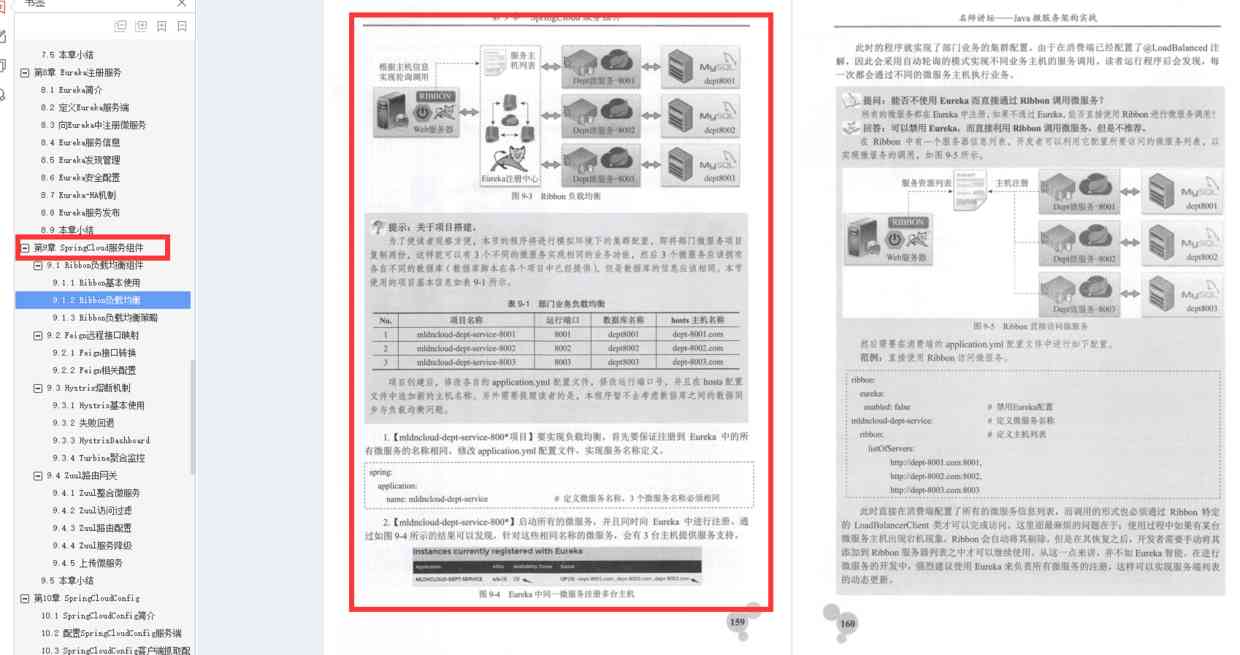 书签
7.5 本章小结
第8章 Eureka注册服务
8.1 Eureka简介
8.2 定义Eureka服务端
8.3 向Eureka中注册微服务
8.4 Eureka服务信息
8.5 Eureka发现管理
8.6 Eureka安全配置
8.7 Eureka-HA机制
8.8 Eureka服务发布
8.9 本章小结
第9章 SpringCloud服务组件
9.1 Ribbon负载均衡组件
9.1.1 Ribbon基本使用
9.1.2 Ribbon负载均衡
9.1.3 Ribbon负载均衡策略
9.2 Feign远程接口映射
9.2.1 Feign接口转换
9.2.2 Feign相关配置
9.3 Hystrix熔断机制
9.3.1 Hystrix基本使用
9.3.2 失败回退
9.3.3 HystrixDashboard
9.3.4 Turbine聚合监控
9.4 Zuul路由网关
9.4.1 Zuul整合微服务
9.4.2 Zuul访问过滤
9.4.3 Zuul路由配置
9.4.4 Zuul服务降级
9.4.5 上传微服务
9.5 本章小结
第10章 SpringCloudConfig
10.1 SpringCloudConfig简介
10.2 配置SpringCloudConfig服务端
10.3 SpringCloudConfig客户端抓取配
根据主机信息
实现轮询调用
服务主
机列表
RIBBON
Web服务器
Eureka注册中心
Dept微服务-8001
MySQL
dept8001
Dept微服务-8002
MySQL
dept8002
Dept微服务-8003
MySQL
dept8003
图 9-3 Ribbon 负载均衡
提示：关于项目搭建。
为了使读者观察方便，本节的程序将进行模拟环境下的集群配置，即将部门微服务项目
复制两份，这样就可以有 3 个不同的微服务实现相同的业务功能，然后 3 个微服务应该拥有
各自不同的数据库（数据库脚本在各个项目中已经提供），但是数据库的信息应该相同。本节
使用的项目基本信息如表 9-1 所示。
表 9-1 部门业务负载均衡
No. 项目名称 运行端口 数据库名称 hosts 主机名称
1 mldncloud-dept-service-8001 8001 dept8001 dept-8001.com
2 mldncloud-dept-service-8002 8002 dept8002 dept-8002.com
3 mldncloud-dept-service-8003 8003 dept8003 dept-8003.com
项目创建后，修改各自的 application.yml 配置文件，修改运行端口号，并且在 hosts 配置
文件中追加新的主机名称。另外需要提醒读者的是，本程序暂不去考虑数据库之间的数据同
步与负载均衡问题。
1.【mldncloud-dept-service-800*项目】要实现负载均衡，首先要保证注册到 Eureka 中的所
有微服务的名称相同。修改 application.yml 配置文件，实现服务名称定义。
spring:
application:
name: mldncloud-dept-service # 定义微服务名称，3 个微服务名称必须相同
2.【mldncloud-dept-service-800*】启动所有的微服务，并且同时向 Eureka 中进行注册。通
过如图 9-4 所示的结果可以发现，针对这些相同名称的微服务，会有 3 台主机提供服务支持。
Instances currently registered with Eureka
Application AMIs Availability Zones Status
MLDNCLOUD-DEPT-SERVICE
图 9-4 Eureka 中同一微服务注册多台主机
159
名师讲坛——Java 微服务架构实战
此时的程序就实现了部门业务的集群配置，由于在消费端已经配置了@LoadBalanced 注
解，因此会采用自动轮询的模式实现不同业务主机的服务调用。读者运行程序后会发现，每
一次都会通过不同的微服务主机执行业务。
提问：能否不使用 Eureka 而直接通过 Ribbon 调用微服务？
所有的微服务都在 Eureka 中注册，如果不通过 Eureka，能否直接使用 Ribbon 进行微服务调用？
回答：可以禁用 Eureka，而直接利用 Ribbon 调用微服务，但是不推荐。
在 Ribbon 中有一个服务器信息列表，开发者可以利用它配置所要访问的微服务列表，以
实现微服务的调用，如图 9-5 所示。
服务资源列表
主机注册
RIBBON
Web服务器
Dept微服务-8001
MySQL
dept8001
Dept微服务-8002
MySQL
dept8002
Dept微服务-8003
MySQL
dept8003
图 9-5 Ribbon 直接访问微服务
然后需要在消费端的 application.yml 配置文件中进行如下配置。
范例：直接使用 Ribbon 访问微服务。
ribbon:
eureka:
enabled: false # 禁用Eureka配置
mldncloud-dept-service: # 定义微服务名称
ribbon: # 定义主机列表
listOfServers:
http://dept-8001.com:8001,
http://dept-8002.com:8002,
http://dept-8003.com:8003
此时直接在消费端配置了所有的微服务信息列表，而调用的形式也必须通过 Ribbon 特定
的 LoadBalancerClient 类才可以完成访问。这里面最麻烦的问题在于：使用过程中如果有某台
微服务主机出现宕机现象，Ribbon 会自动将其剔除，但是在其恢复之后，开发者需要手动将其
添加到 Ribbon 服务器列表之中才可以继续使用。从这一点来讲，并不如 Eureka 智能。在进行
微服务的开发中，强烈建议使用 Eureka 来负责所有微服务的注册，这样可以实现服务端列表
的动态更新。
160